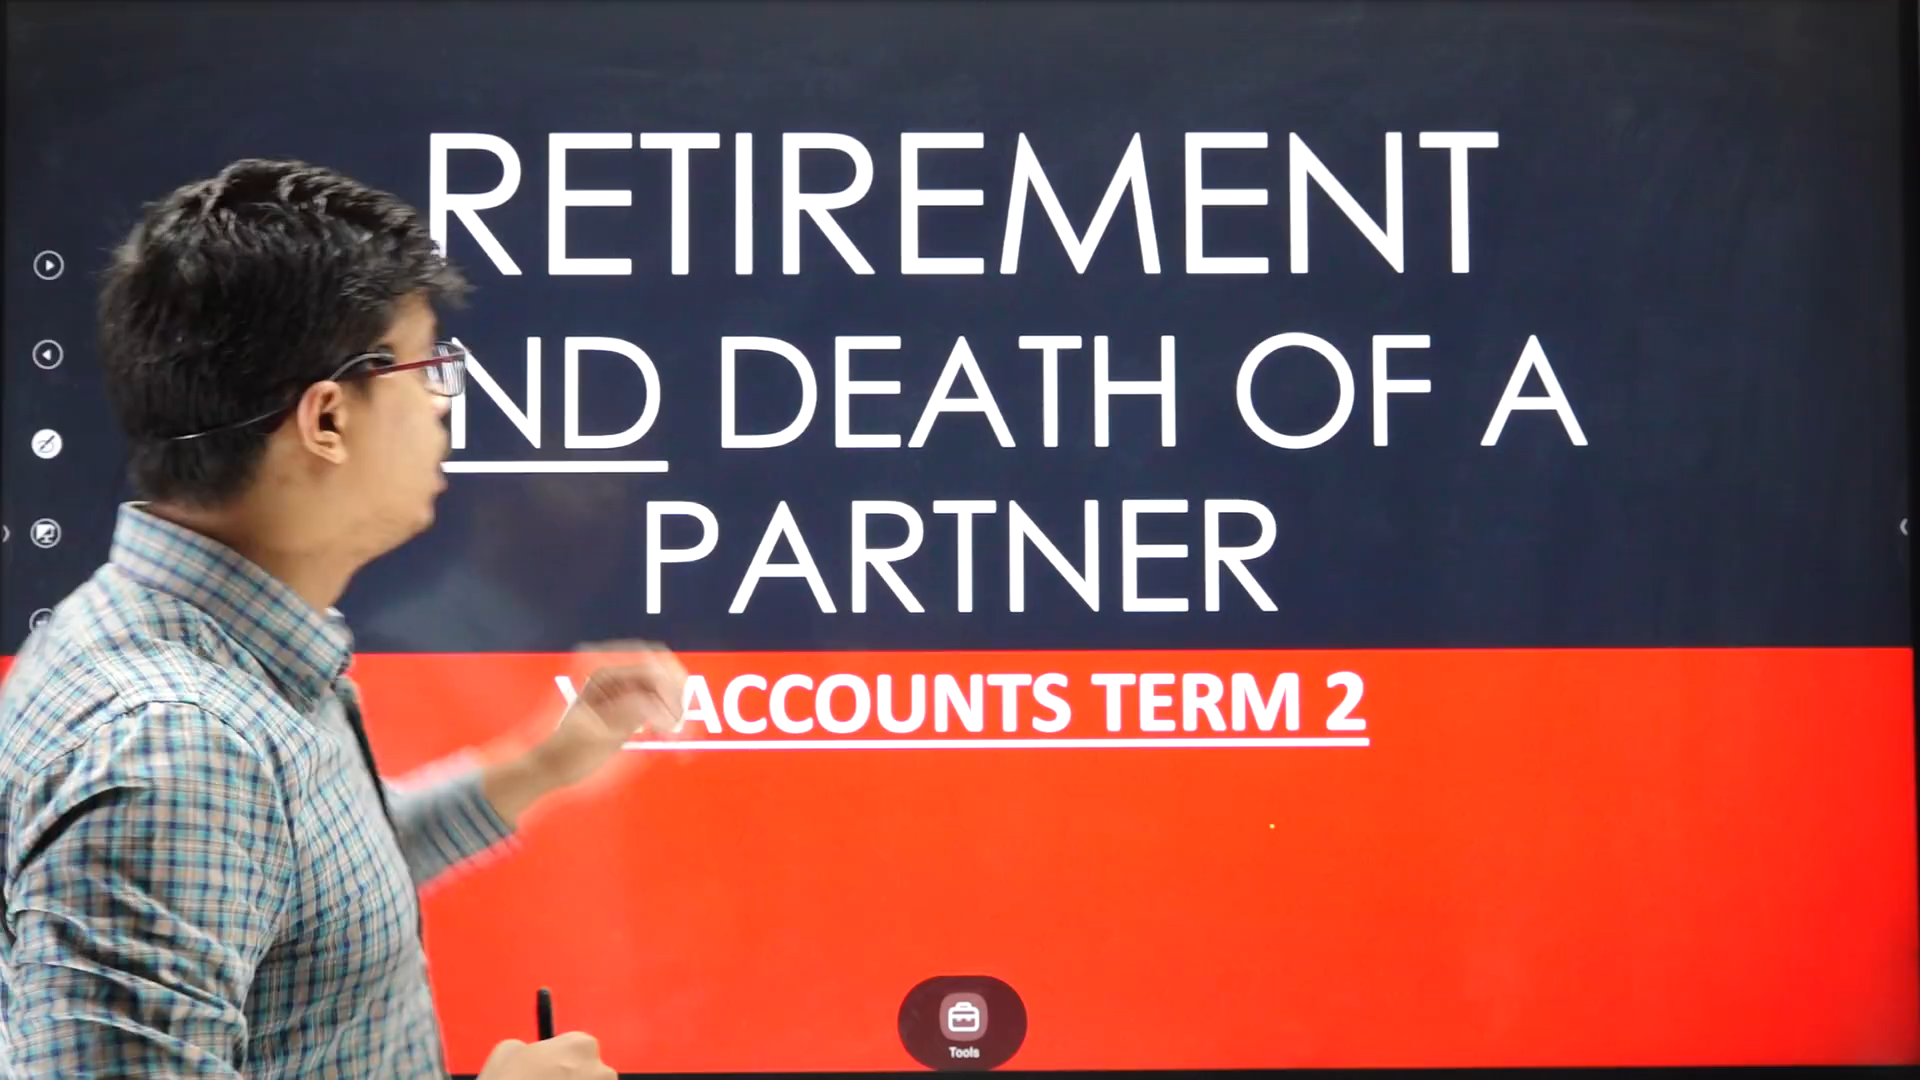 RETIREMENT
ND DEATH OF A
PARTNER
ACCOUNTS TERM 2
Tools